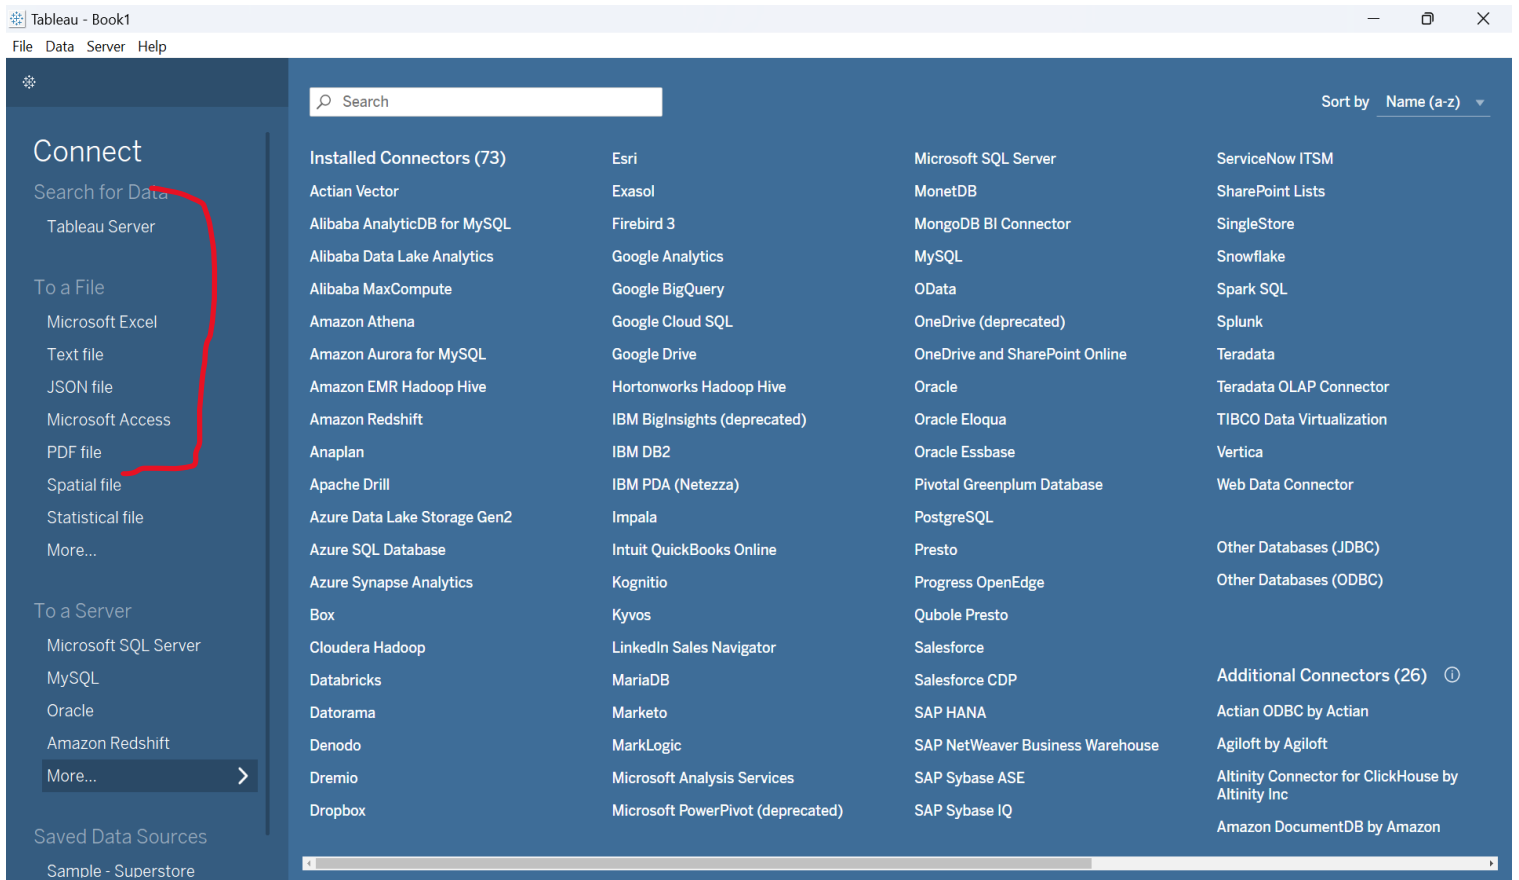 Tableau - Book1
File Data Server Help
Connect
Search for Data
Tableau Server
To a File
Microsoft Excel
Text file
JSON file
Microsoft Access
PDF file
Spatial file
Statistical file
More...
To a Server
Microsoft SQL Server
MySQL
Oracle
Amazon Redshift
More...
Saved Data Sources
Sample - Superstore
Search
Sort by Name (a-z)
Installed Connectors (73)
Actian Vector
Alibaba AnalyticDB for MySQL
Alibaba Data Lake Analytics
Alibaba MaxCompute
Amazon Athena
Amazon Aurora for MySQL
Amazon EMR Hadoop Hive
Amazon Redshift
Anaplan
Apache Drill
Azure Data Lake Storage Gen2
Azure SQL Database
Azure Synapse Analytics
Box
Cloudera Hadoop
Databricks
Datorama
Denodo
Dremio
Dropbox
Esri
Exasol
Firebird 3
Google Analytics
Google BigQuery
Google Cloud SQL
Google Drive
Hortonworks Hadoop Hive
IBM BigInsights (deprecated)
IBM DB2
IBM PDA (Netezza)
Impala
Intuit QuickBooks Online
Kognitio
Kyvos
LinkedIn Sales Navigator
MariaDB
Marketo
MarkLogic
Microsoft Analysis Services
Microsoft PowerPivot (deprecated)
Microsoft SQL Server
MonetDB
MongoDB BI Connector
MySQL
OData
OneDrive (deprecated)
OneDrive and SharePoint Online
Oracle
Oracle Eloqua
Oracle Essbase
Pivotal Greenplum Database
PostgreSQL
Presto
Progress OpenEdge
Qubole Presto
Salesforce
Salesforce CDP
SAP HANA
SAP NetWeaver Business Warehouse
SAP Sybase ASE
SAP Sybase IQ
ServiceNow ITSM
SharePoint Lists
SingleStore
Snowflake
Spark SQL
Splunk
Teradata
Teradata OLAP Connector
TIBCO Data Virtualization
Vertica
Web Data Connector
Other Databases (JDBC)
Other Databases (ODBC)
Additional Connectors (26)
Actian ODBC by Actian
Agiloft by Agiloft
Altinity Connector for ClickHouse by
Altinity Inc
Amazon DocumentDB by Amazon